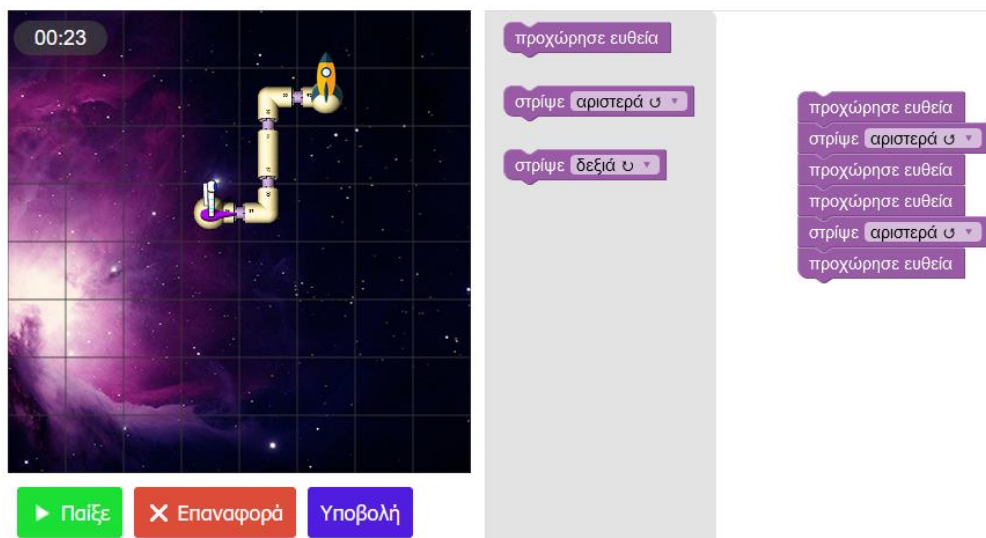 00:23
προχώρησε ευθεία
στρίψε αριστερά ↺ ▾
στρίψε δεξιά ↻ ▾
προχώρησε ευθεία
στρίψε αριστερά ↺ ▾
προχώρησε ευθεία
προχώρησε ευθεία
στρίψε αριστερά ↺ ▾
προχώρησε ευθεία
Παίξε
Επαναφορά
Υποβολή